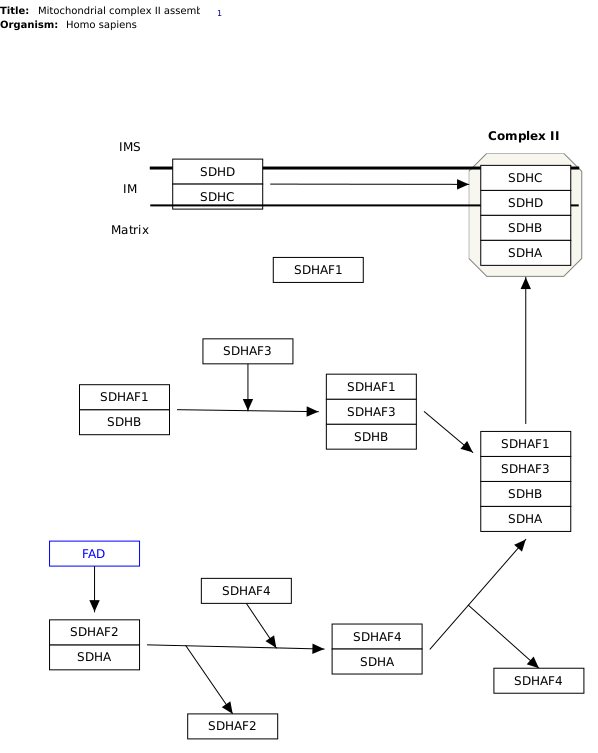 Title: Mitochondrial complex II assemb 1
Organism: Homo sapiens
Complex II
IMS
SDHD
SDHC
IM
SDHC
SDHD
Matrix
SDHB
SDHA
SDHAF1
SDHAF3
SDHAF1
SDHB
SDHAF1
SDHAF3
SDHB
SDHAF1
SDHAF3
SDHB
SDHA
FAD
SDHAF4
SDHAF2
SDHA
SDHAF4
SDHA
SDHAF4
SDHAF2